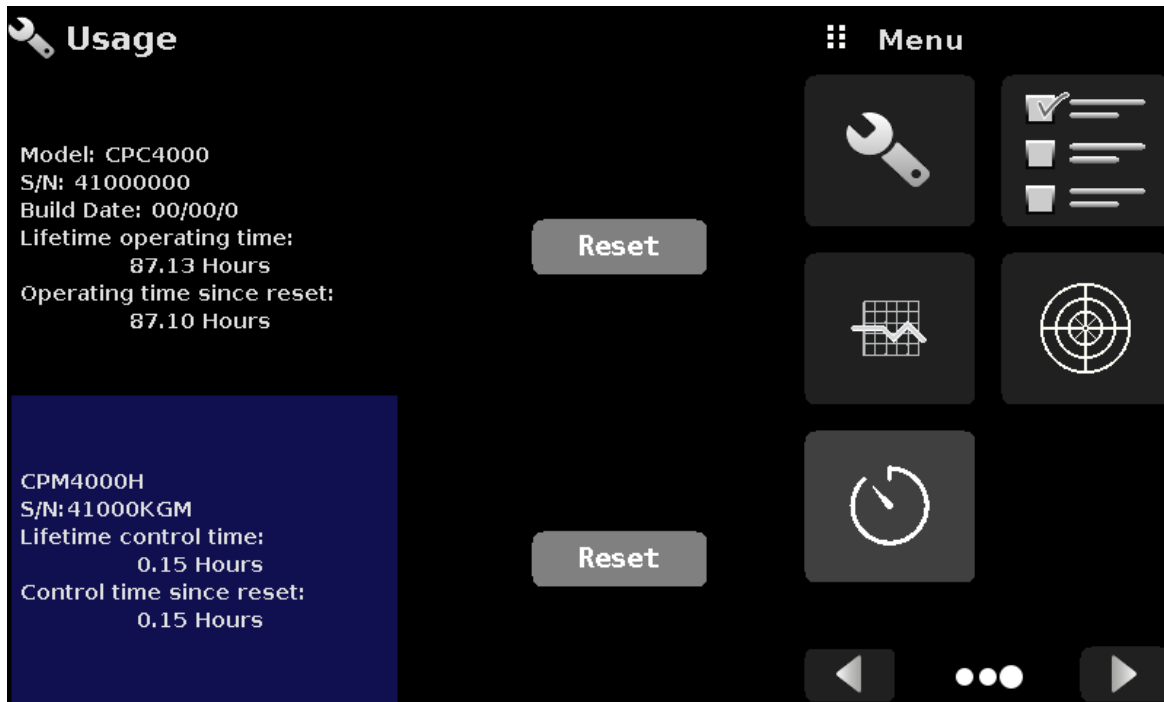 Usage
Model: CPC4000
S/N: 41000000
Build Date: 00/00/0
Lifetime operating time:
87.13 Hours
Operating time since reset:
87.10 Hours
Reset
CPM4000H
S/N:41000KGM
Lifetime control time:
0.15 Hours
Control time since reset:
0.15 Hours
Reset
Menu